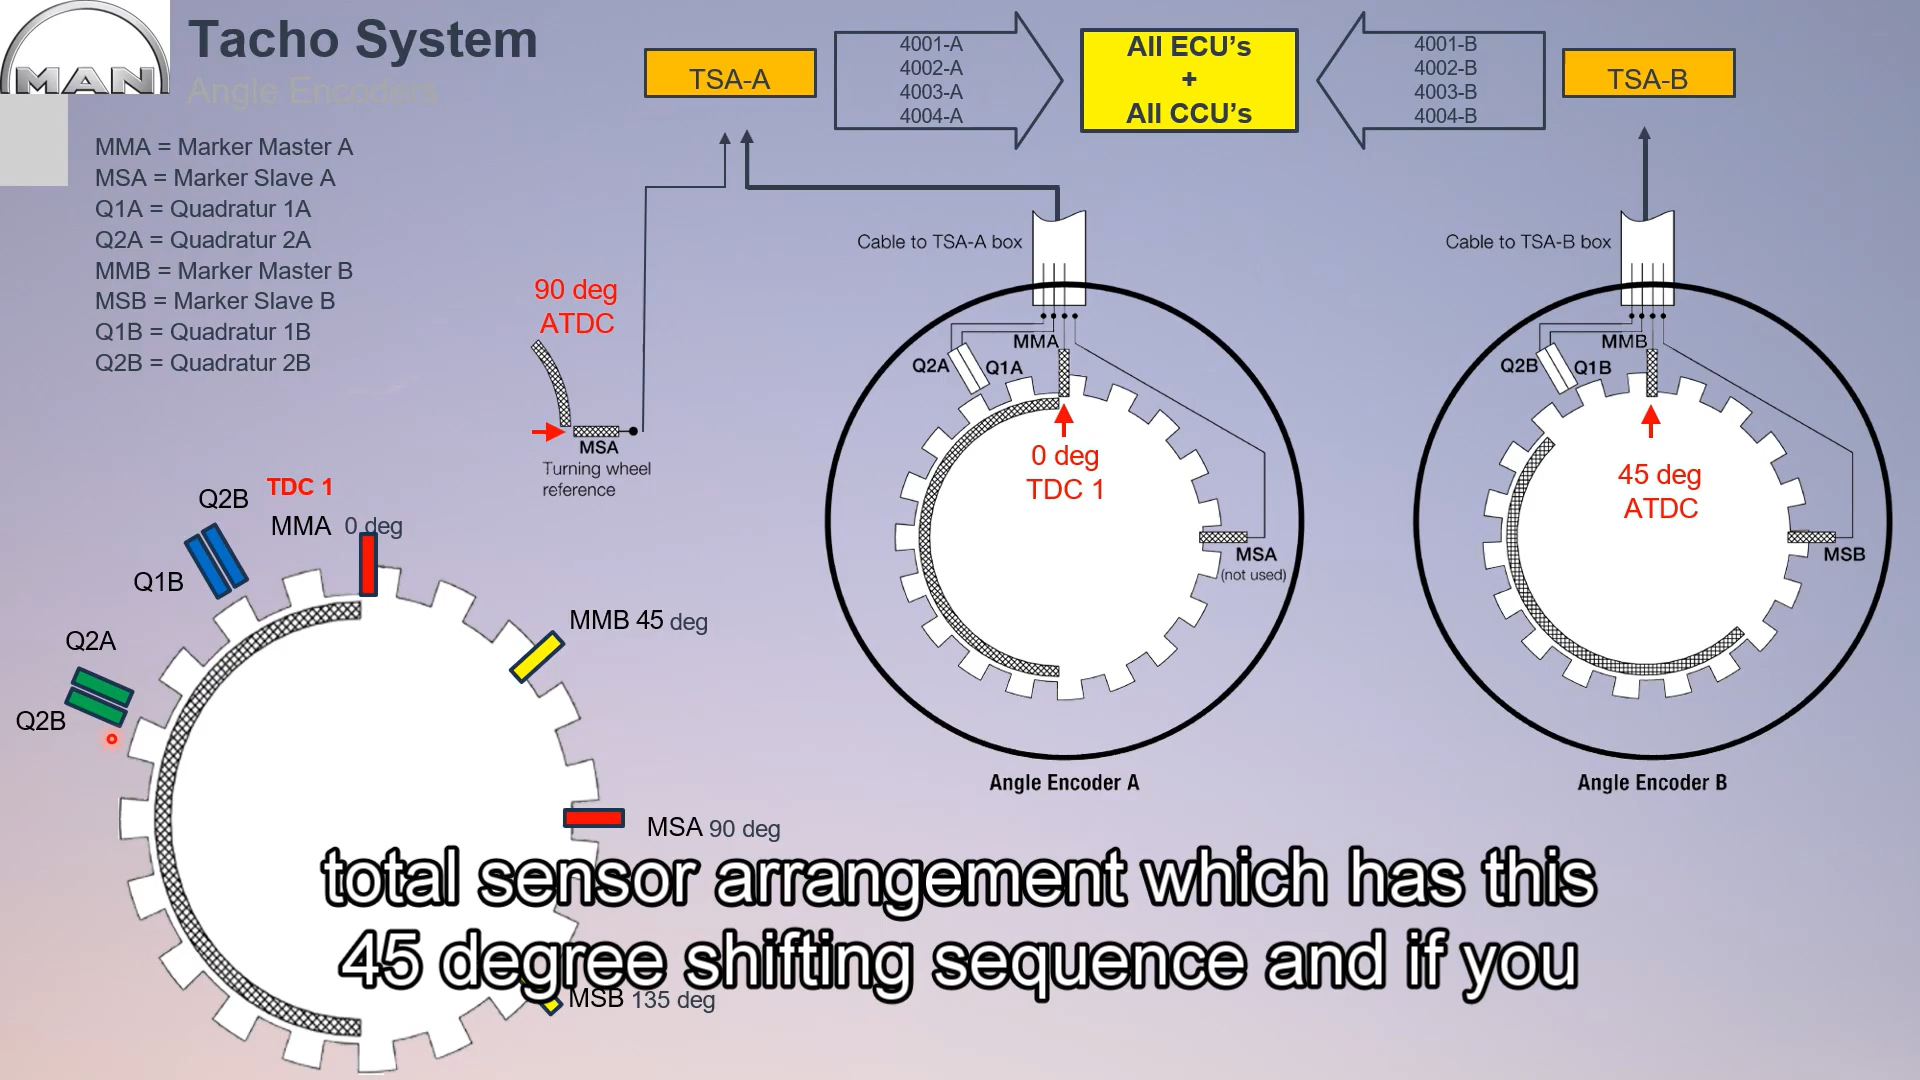 MAN
Tacho System
Angle Encoders
MMA = Marker Master A
MSA = Marker Slave A
Q1A = Quadratur 1A
Q2A = Quadratur 2A
MMB = Marker Master B
MSB = Marker Slave B
Q1B = Quadratur 1B
Q2B = Quadratur 2B
TSA-A
4001-A
4002-A
4003-A
4004-A
All ECU's
+
All CCU's
4001-B
4002-B
4003-B
4004-B
TSA-B
90 deg
ATDC
MSA
Turning wheel
reference
Cable to TSA-A box
MMA
Q2A
Q1A
0 deg
TDC 1
MSA
(not used)
Angle Encoder A
Cable to TSA-B box
MMB
Q2B
Q1B
45 deg
ATDC
MSB
Angle Encoder B
TDC 1
Q2B
MMA 0 deg
Q1B
MMB 45 deg
Q2A
Q2B
MSA 90 deg
MSB 135 deg
total sensor arrangement which has this
45 degree shifting sequence and if you